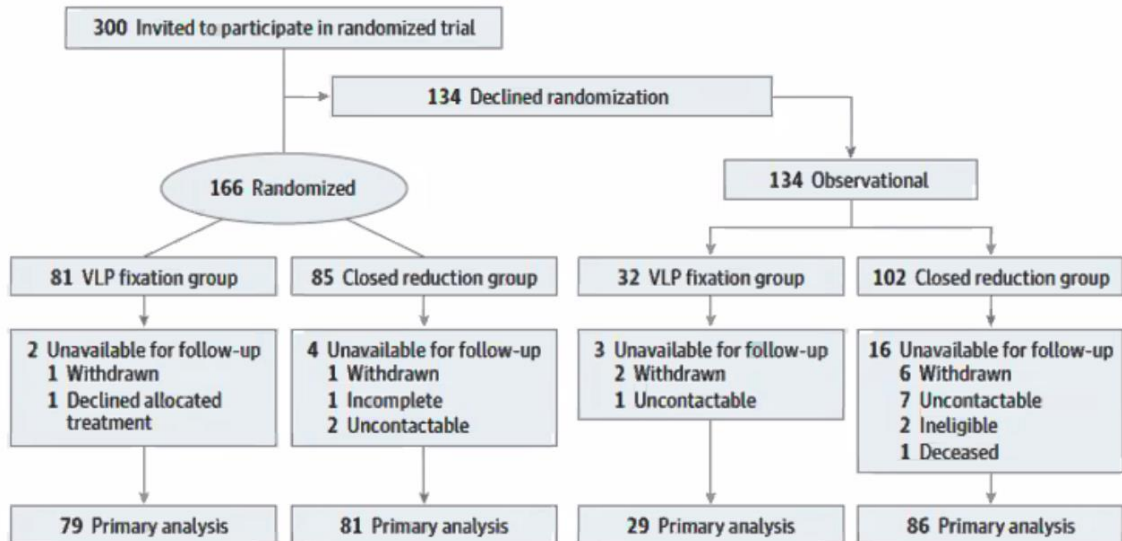 300 Invited to participate in randomized trial
134 Declined randomization
166 Randomized
134 Observational
81 VLP fixation group
85 Closed reduction group
32 VLP fixation group
102 Closed reduction group
2 Unavailable for follow-up
1 Withdrawn
1 Declined allocated
treatment
4 Unavailable for follow-up
1 Withdrawn
1 Incomplete
2 Uncontactable
3 Unavailable for follow-up
2 Withdrawn
1 Uncontactable
16 Unavailable for follow-up
6 Withdrawn
7 Uncontactable
2 Ineligible
1 Deceased
79 Primary analysis
81 Primary analysis
29 Primary analysis
86 Primary analysis